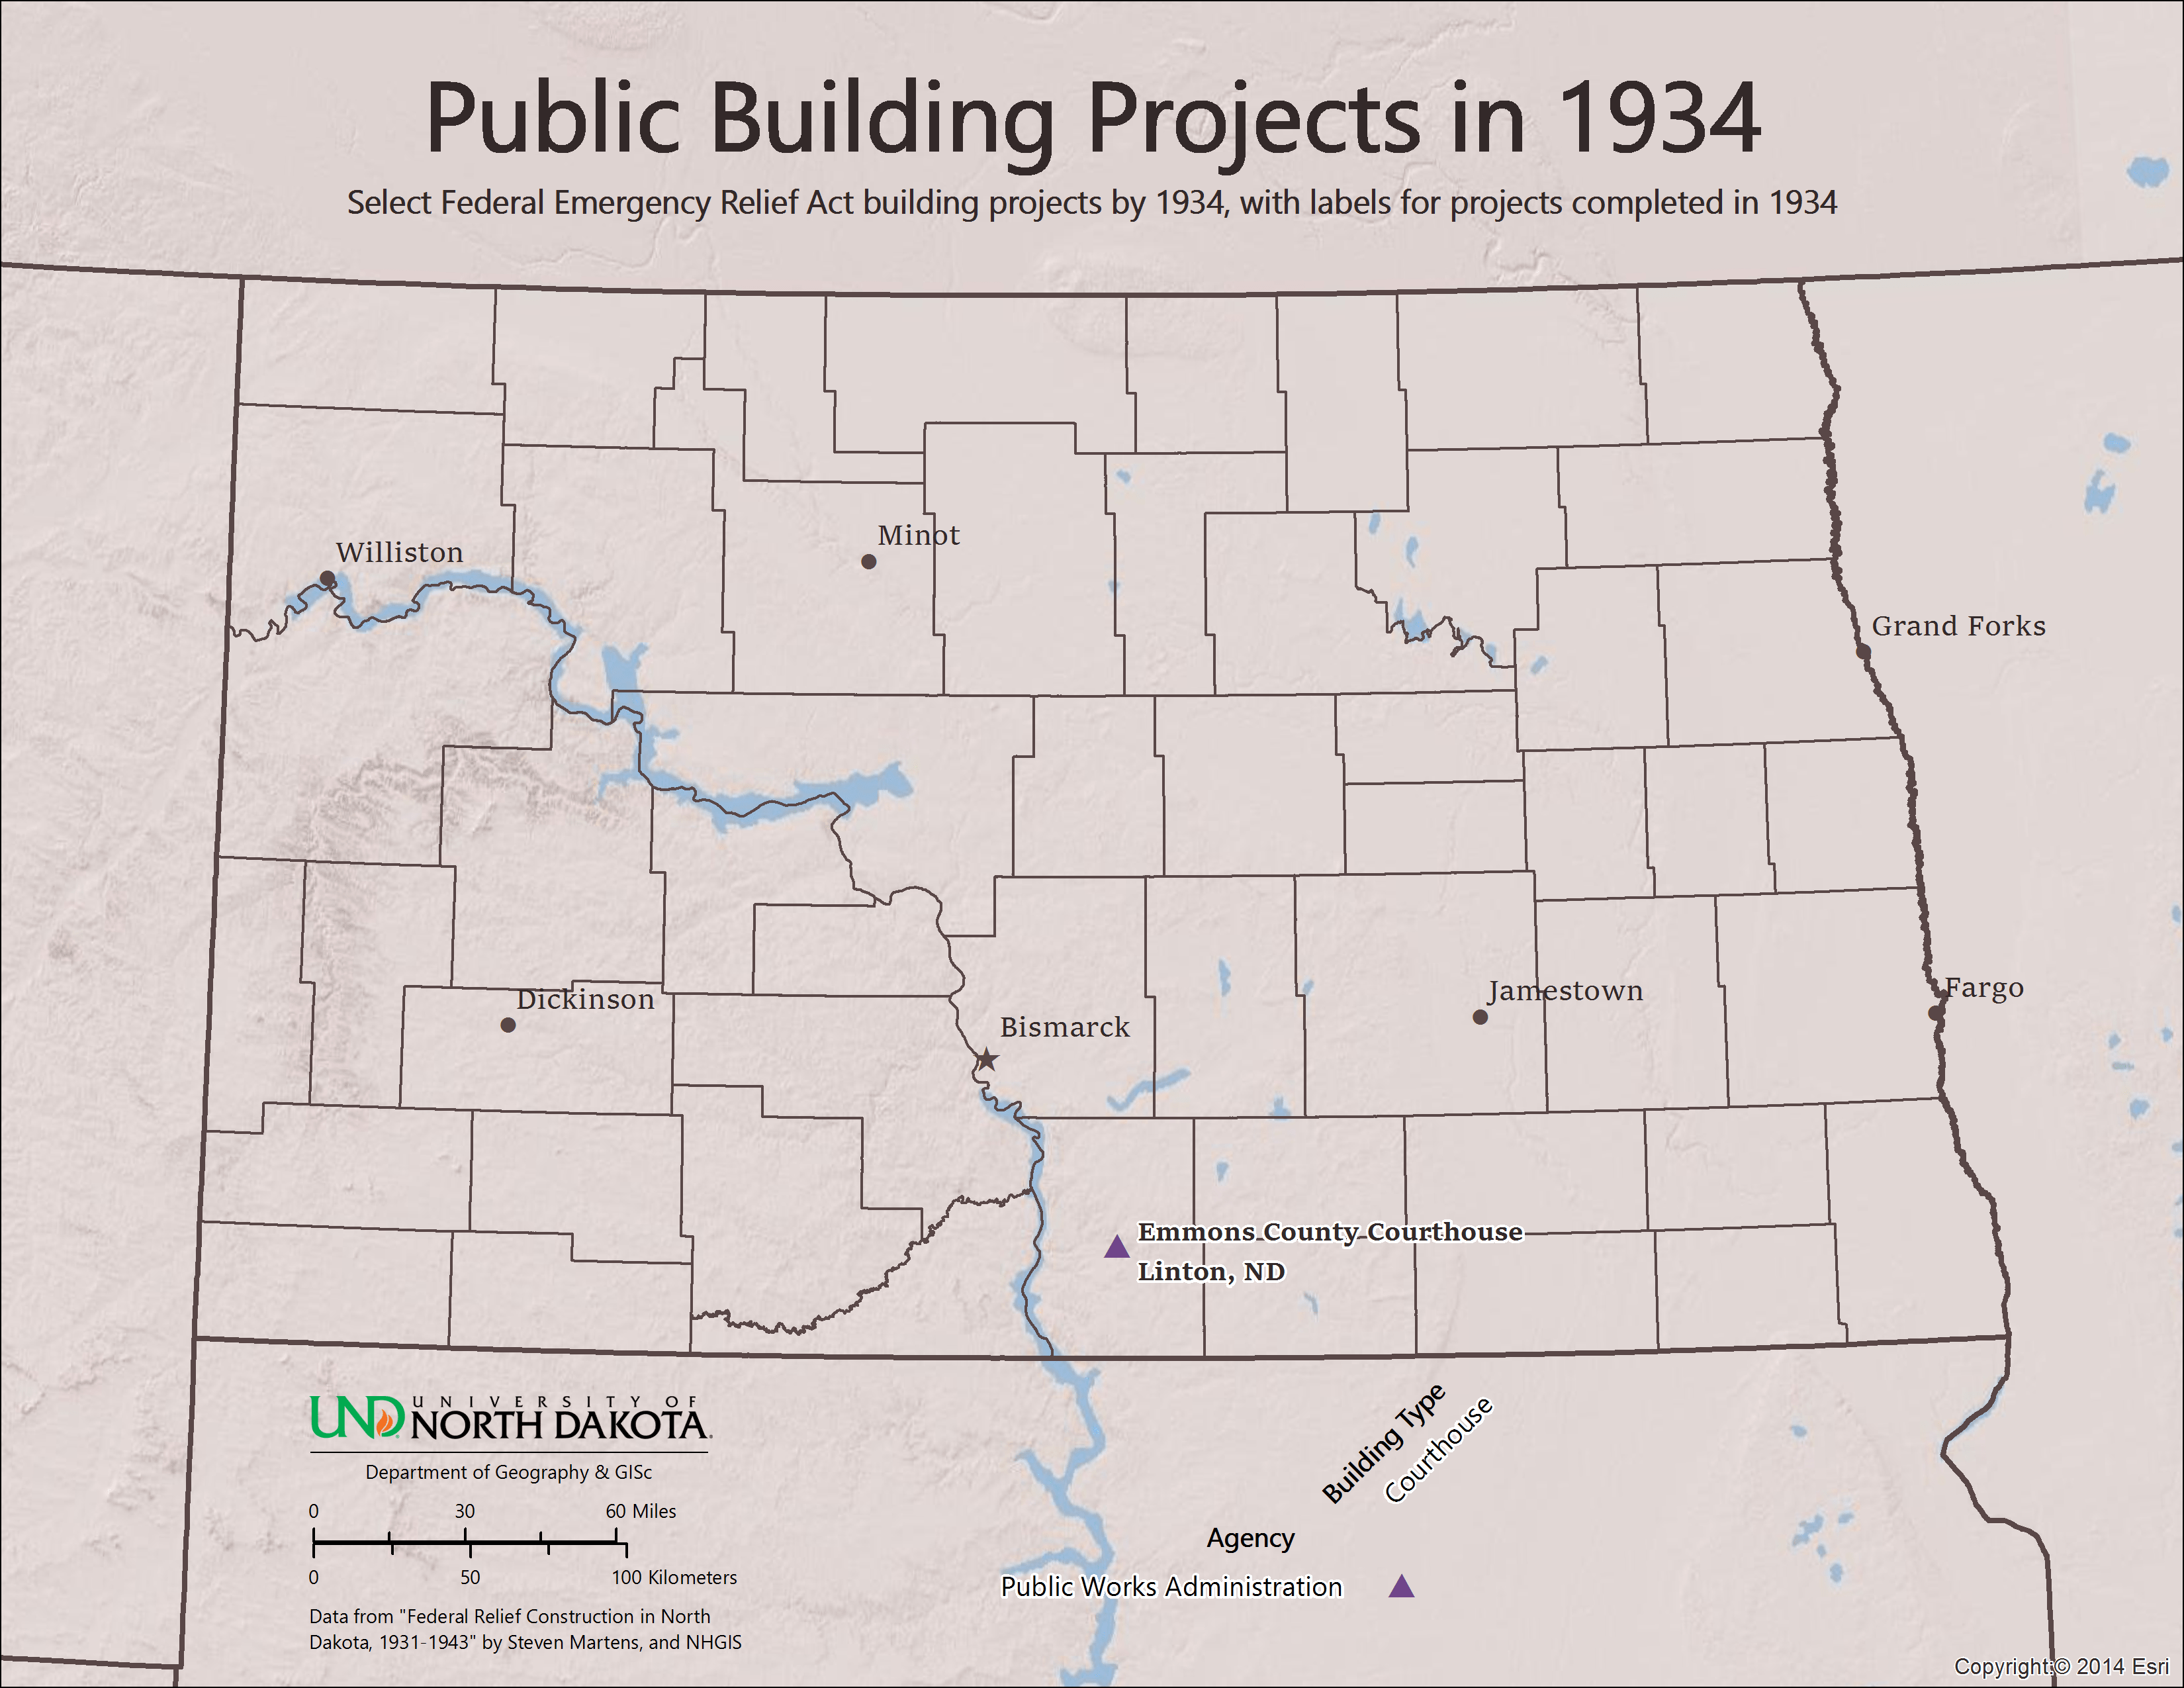 Public Building Projects in 1934
Select Federal Emergency Relief Act building projects by 1934, with labels for projects completed in 1934
Williston
Minot
Grand Forks
Dickinson
Bismarck
Jamestown
Fargo
Emmons County Courthouse
Linton, ND
UND UNIVERSITY OF
NORTH DAKOTA.
Department of Geography & GISc
0 30 60 Miles
0 50 100 Kilometers
Data from "Federal Relief Construction in North
Dakota, 1931-1943" by Steven Martens, and NHGIS
Building Type
Courthouse
Agency
Public Works Administration
Copyright:© 2014 Esri